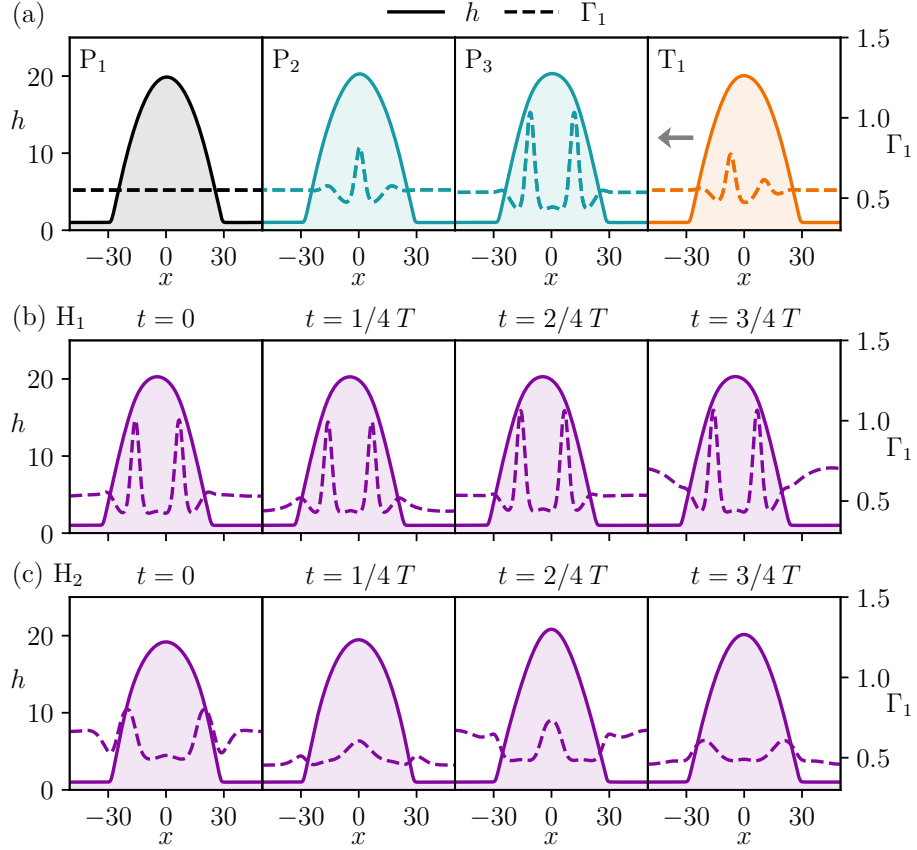 (a) h Γ₁
P₁ P₂ P₃ T₁
20 10 0 h
1.5 1.0 0.5 Γ₁
−30 0 30 −30 0 30 −30 0 30 −30 0 30
x x x x
(b) H₁ t = 0 t = 1/4 T t = 2/4 T t = 3/4 T
20 10 0 h
1.5 1.0 0.5 Γ₁
(c) H₂ t = 0 t = 1/4 T t = 2/4 T t = 3/4 T
20 10 0 h
1.5 1.0 0.5 Γ₁
−30 0 30 −30 0 30 −30 0 30 −30 0 30
x x x x